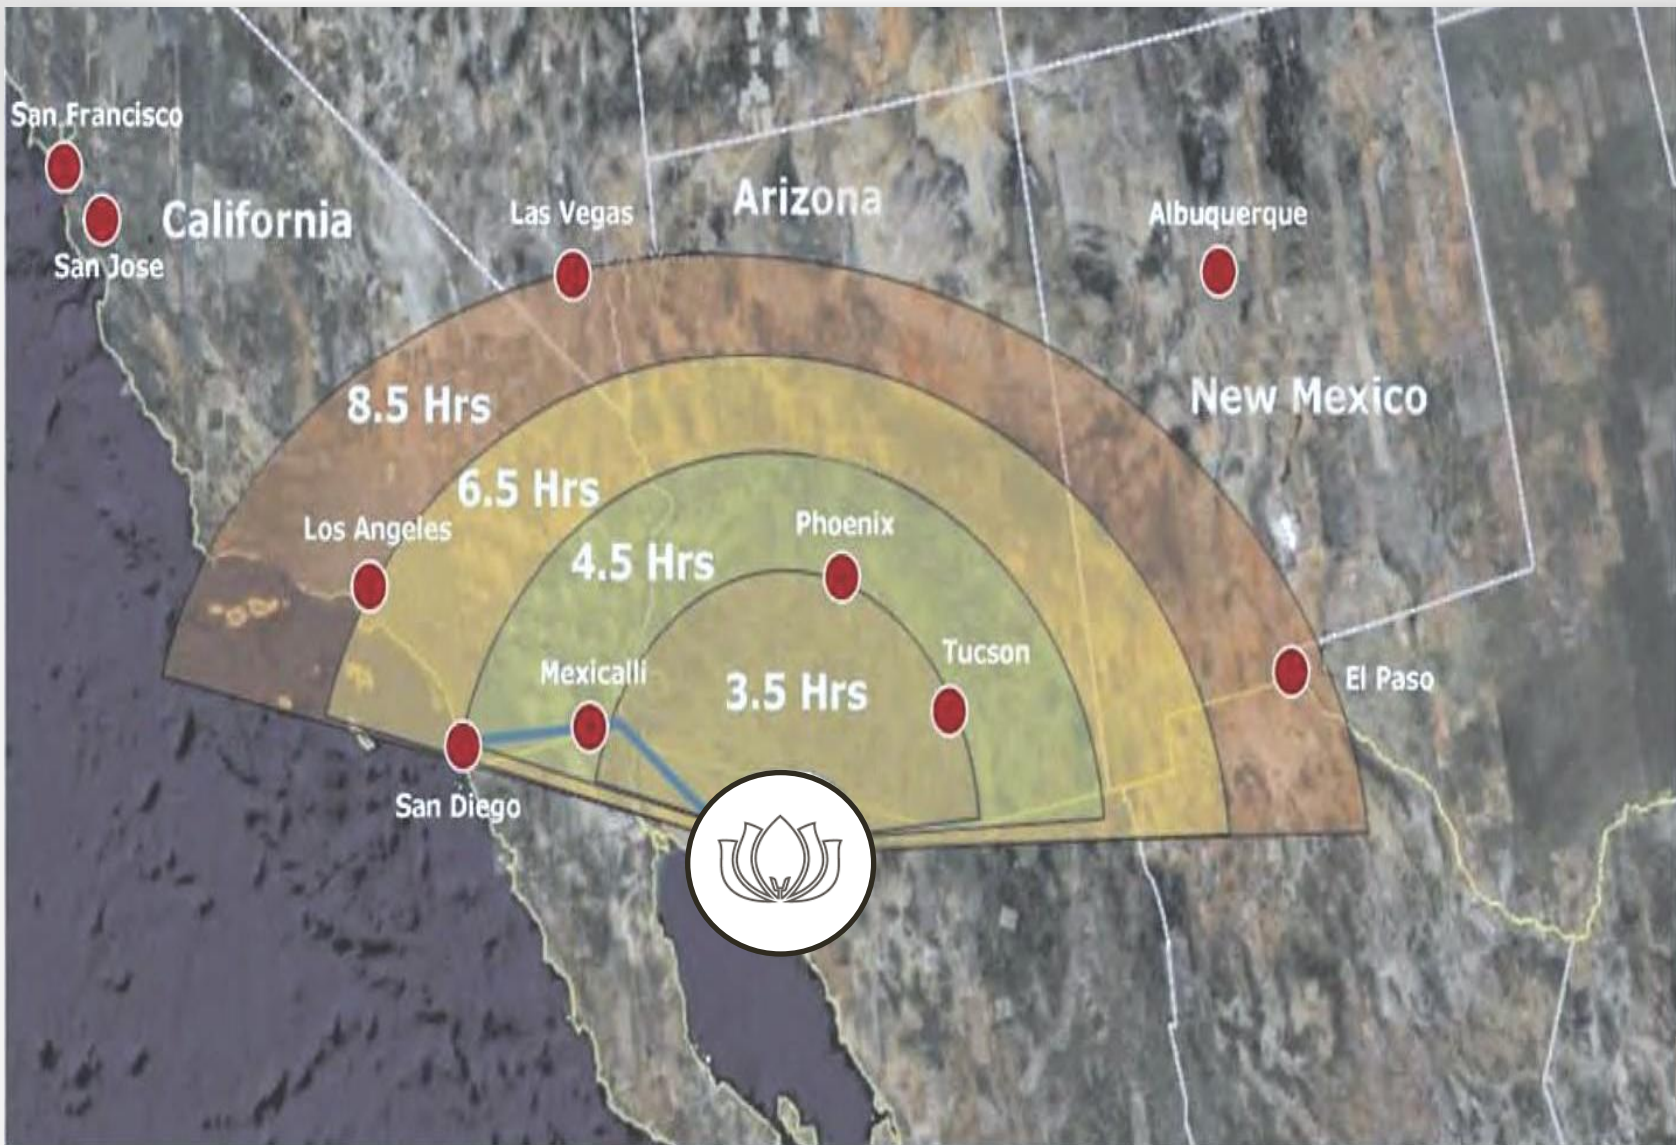 San Francisco
San Jose
California
Las Vegas
Arizona
Albuquerque
New Mexico
8.5 Hrs
6.5 Hrs
Los Angeles
4.5 Hrs
Phoenix
Mexicalli
3.5 Hrs
Tucson
El Paso
San Diego